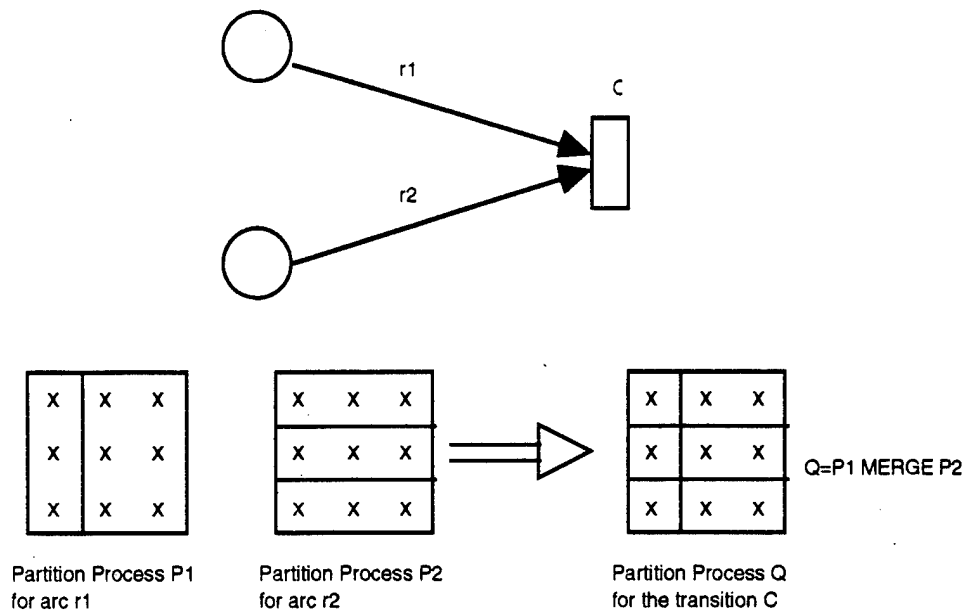 r1
C
r2
X X X
X X X
X X X
X X X
X X X
X X X
X X X
X X X
X X X
Q=P1 MERGE P2
Partition Process P1
for arc r1
Partition Process P2
for arc r2
Partition Process Q
for the transition C